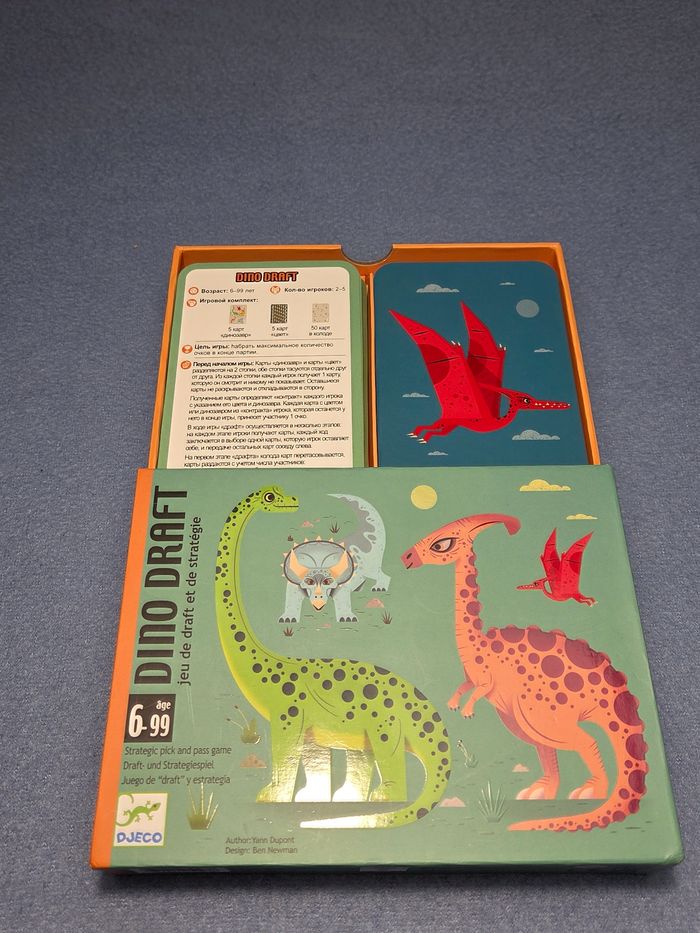 DINO DRAFT
Возраст: 6–99 лет
Кол-во игроков: 2–5
Игровой комплект:
5 карт
«динозавр»
5 карт
«цвет»
50 карт
в колоде
Цель игры: набрать максимальное количество
очков в конце партии.
Перед началом игры: Карты «динозавр» и карты «цвет»
разделяются на 2 стопки, обе стопки тасуются отдельно друг
от друга. Из каждой стопки каждый игрок получает 1 карту,
которую он смотрит и никому не показывает. Оставшиеся
карты не раскрываются и откладываются в сторону.
Полученные карты определяют «контракт» каждого игрока
с указанием его цвета и динозавра. Каждая карта с цветом
или динозавром из «контракта» игрока, которая останется у
него в конце игры, принесет участнику 1 очко.
В ходе игры «драфт» осуществляется в несколько этапов:
на каждом этапе игроки получают карты, каждый ход
заключается в выборе одной карты, которую игрок оставляет
себе, и передаче остальных карт соседу слева.
На первом этапе «драфта» колода карт перетасовывается,
карты раздаются с учетом числа участников:
DINO DRAFT
jeu de draft et de stratégie
âge
6-99
Strategic pick and pass game
Draft- und Strategiespiel
Juego de "draft" y estrategia
DJECO
Author: Yann Dupont
Design: Ben Newman